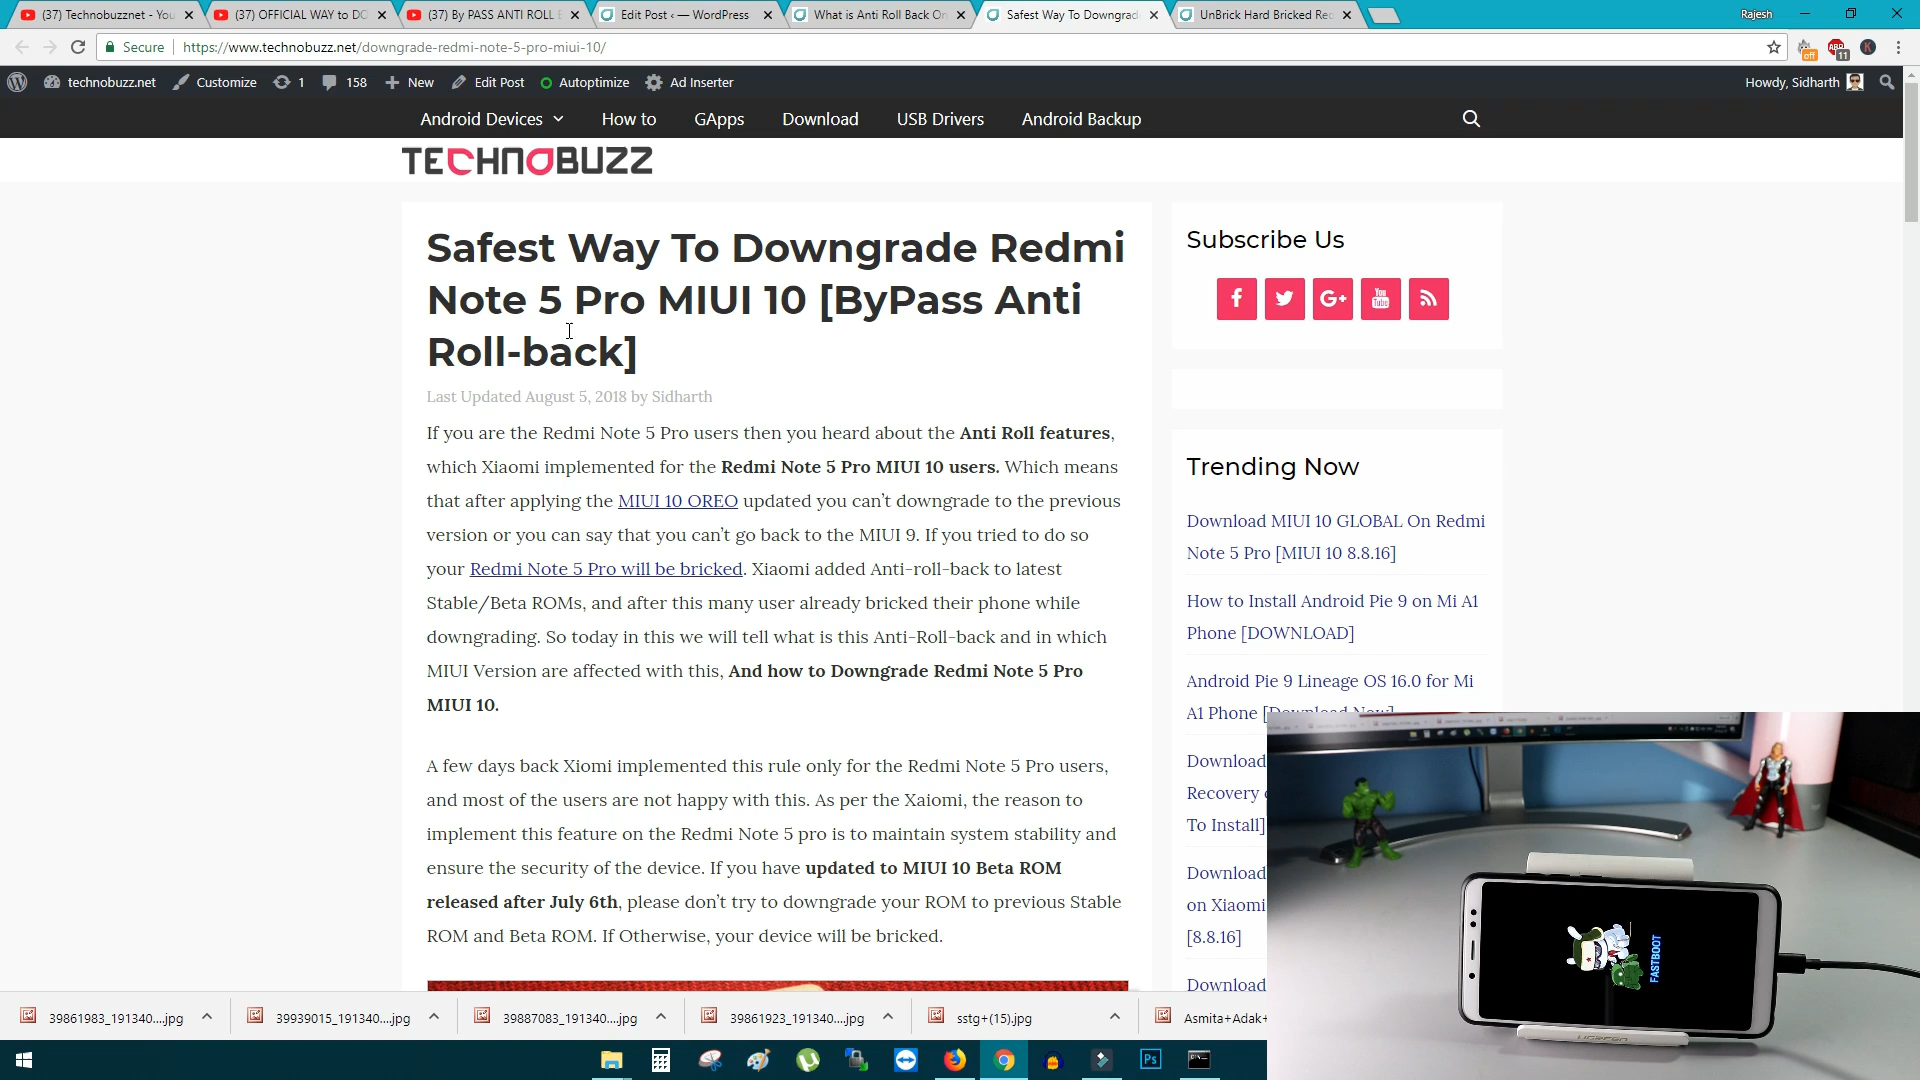 (37) Technobuzznet - You
(37) OFFICIAL WAY to DO
(37) By PASS ANTI ROLL B
Edit Post ‹ — WordPress
What is Anti Roll Back On
Safest Way To Downgrad
UnBrick Hard Bricked Red
Rajesh
Secure
https://www.technobuzz.net/downgrade-redmi-note-5-pro-miui-10/
off
ABP
11
K
technobuzz.net
Customize
1
158
New
Edit Post
Autoptimize
Ad Inserter
Howdy, Sidharth
Android Devices
How to
GApps
Download
USB Drivers
Android Backup
TECHNOBUZZ
Safest Way To Downgrade Redmi
Note 5 Pro MIUI 10 [ByPass Anti
Roll-back]
Last Updated August 5, 2018 by Sidharth
If you are the Redmi Note 5 Pro users then you heard about the Anti Roll features,
which Xiaomi implemented for the Redmi Note 5 Pro MIUI 10 users. Which means
that after applying the MIUI 10 OREO updated you can’t downgrade to the previous
version or you can say that you can’t go back to the MIUI 9. If you tried to do so
your Redmi Note 5 Pro will be bricked. Xiaomi added Anti-roll-back to latest
Stable/Beta ROMs, and after this many user already bricked their phone while
downgrading. So today in this we will tell what is this Anti-Roll-back and in which
MIUI Version are affected with this, And how to Downgrade Redmi Note 5 Pro
MIUI 10.
A few days back Xiomi implemented this rule only for the Redmi Note 5 Pro users,
and most of the users are not happy with this. As per the Xaiomi, the reason to
implement this feature on the Redmi Note 5 pro is to maintain system stability and
ensure the security of the device. If you have updated to MIUI 10 Beta ROM
released after July 6th, please don’t try to downgrade your ROM to previous Stable
ROM and Beta ROM. If Otherwise, your device will be bricked.
Subscribe Us
You Tube
Trending Now
Download MIUI 10 GLOBAL On Redmi
Note 5 Pro [MIUI 10 8.8.16]
How to Install Android Pie 9 on Mi A1
Phone [DOWNLOAD]
Android Pie 9 Lineage OS 16.0 for Mi
A1 Phone [Download Now]
Download
Recovery
To Install]
Download
on Xiaomi
[8.8.16]
Download
FASTBOOT
UGREEN
39861983_191340....jpg
39939015_191340....jpg
39887083_191340....jpg
39861923_191340....jpg
sstg+(15).jpg
Asmita+Adak+
Ps